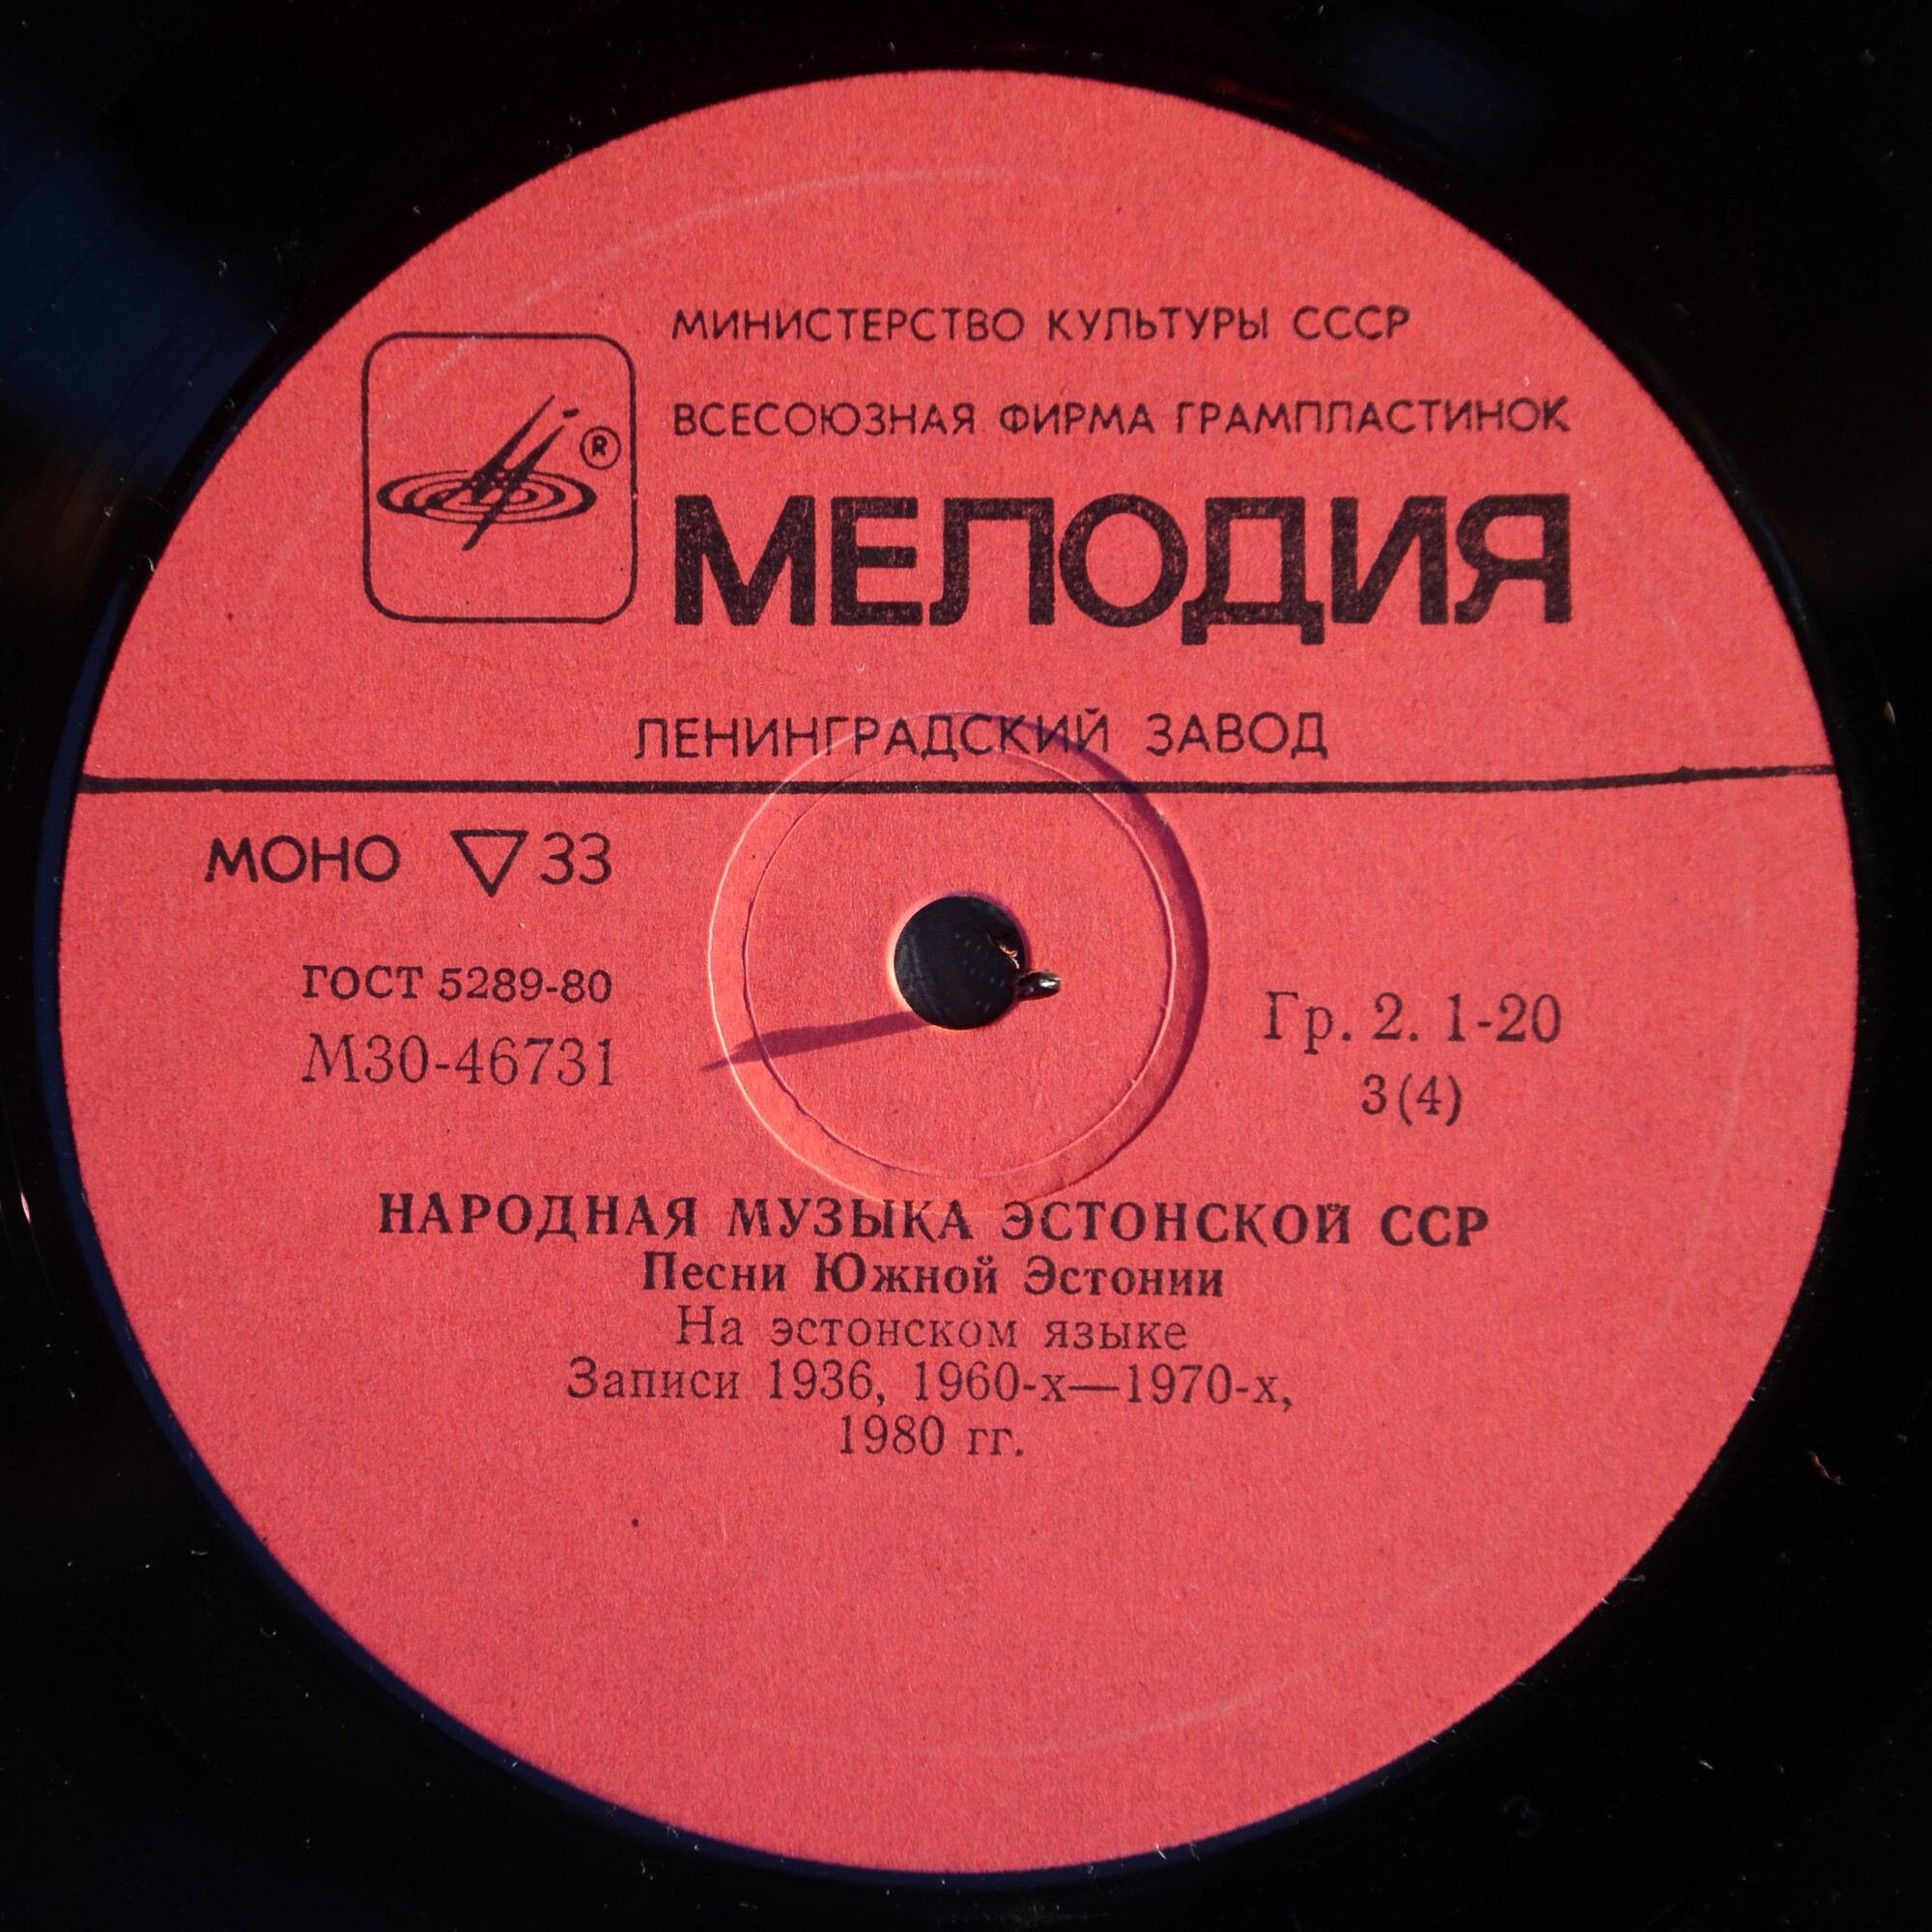 МИНИСТЕРСТВО КУЛЬТУРЫ СССР
ВСЕСОЮЗНАЯ ФИРМА ГРАМПЛАСТИНОК
®
МЕЛОДИЯ
ЛЕНИНГРАДСКИЙ ЗАВОД
МОНО ▽33
ГОСТ 5289-80
М30-46731
Гр. 2. 1-20
3(4)
НАРОДНАЯ МУЗЫКА ЭСТОНСКОЙ ССР
Песни Южной Эстонии
На эстонском языке
Записи 1936, 1960-х—1970-х,
1980 гг.